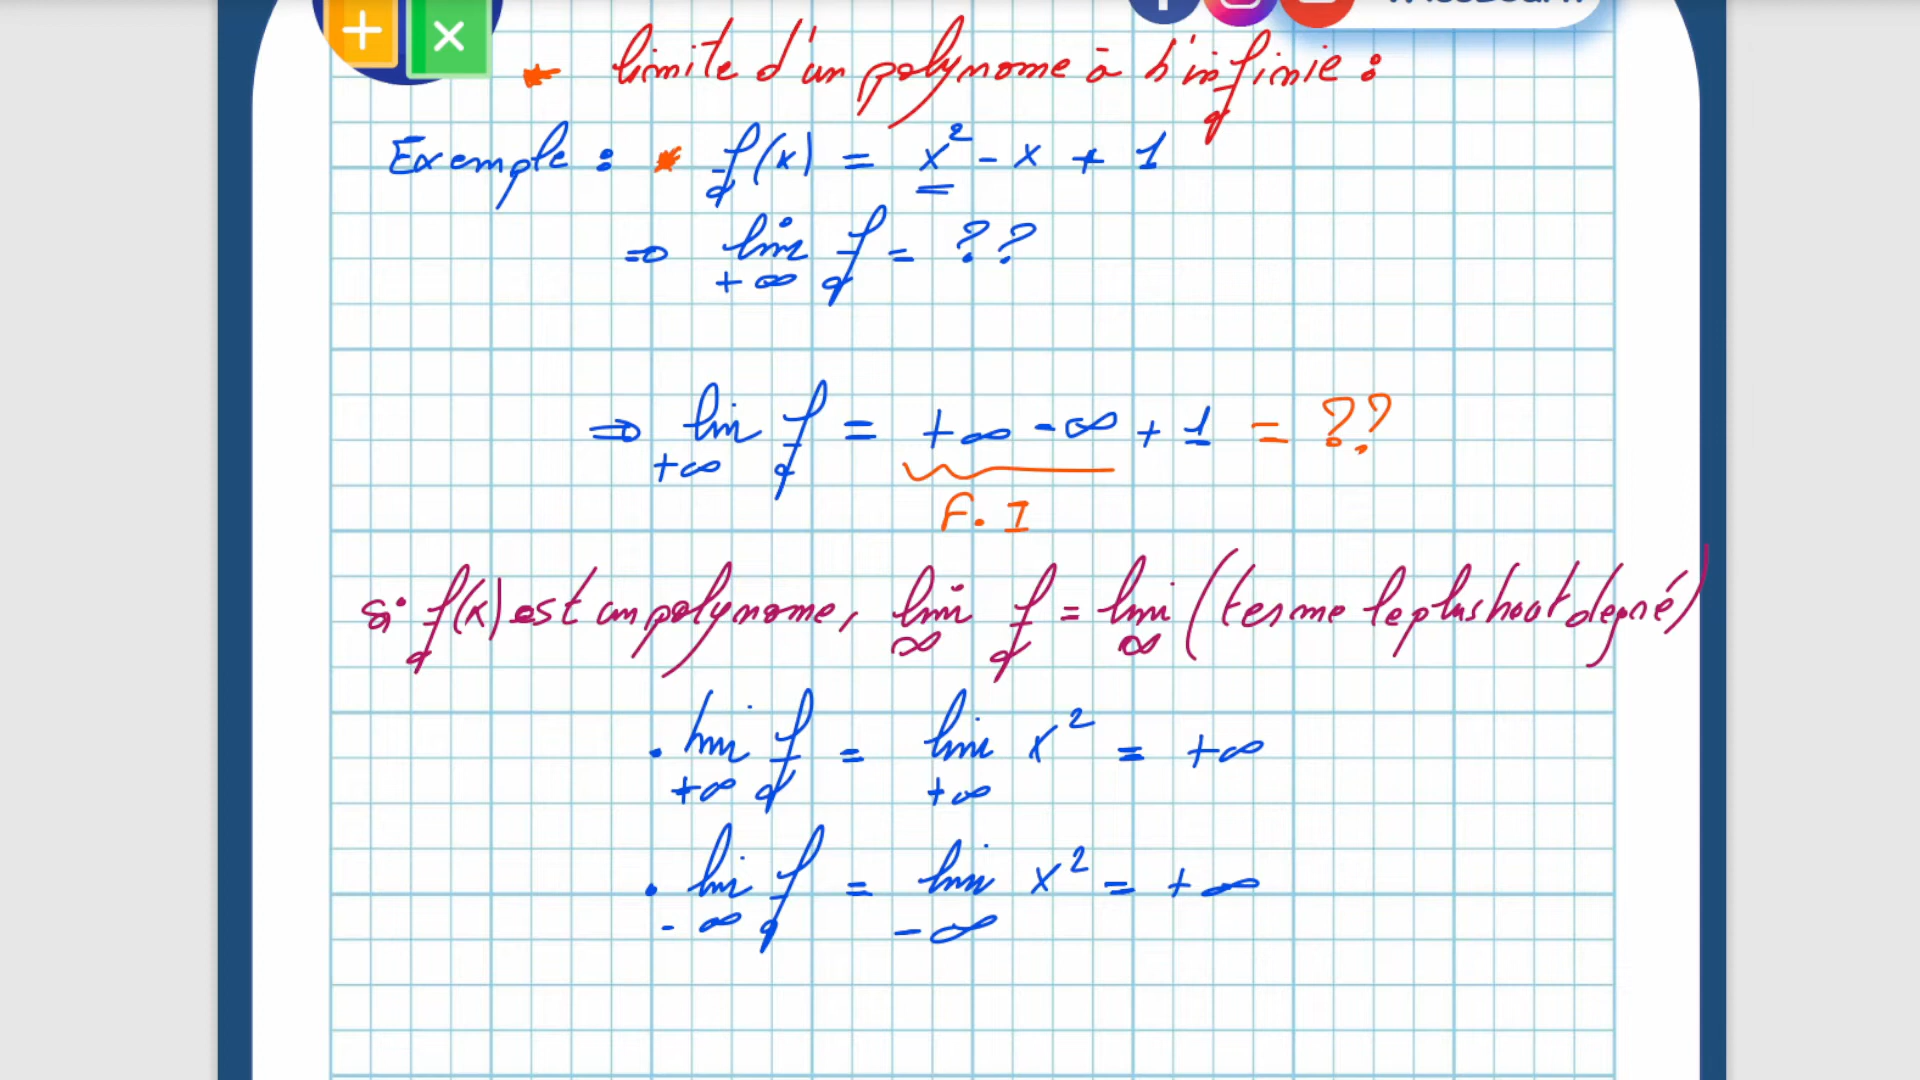 * limite d'un polynome à l'infinie :
Exemple : * f(x) = x² - x + 1
⇒ lim f = ??
+∞
⇒ lim f = +∞ -∞ + 1 = ??
+∞
F. I
si f(x) est un polynome, lim f = lim (terme le plus haut degré)
∞ ∞
. lim f = lim x² = +∞
+∞ +∞
. lim f = lim x² = +∞
-∞ -∞